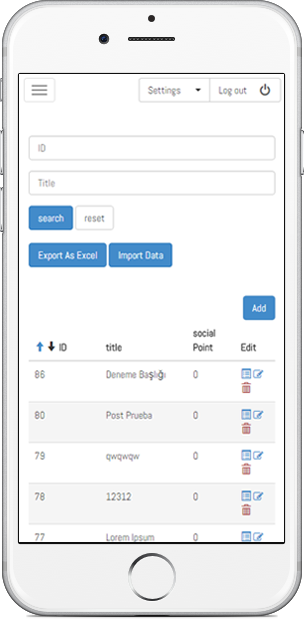 Settings Log out
ID
Title
search reset
Export As Excel Import Data
Add
social
ID title Point Edit
86 Deneme Başlığı 0
80 Post Prueba 0
79 qwqwqw 0
78 12312 0
77 Lorem Ipsum 0